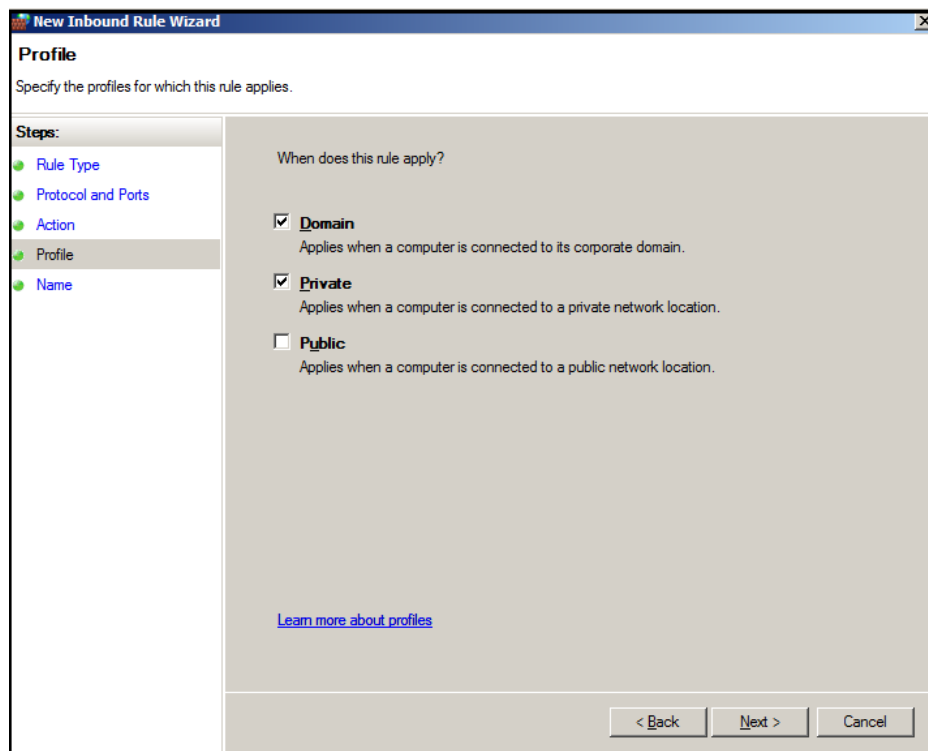 New Inbound Rule Wizard
Profile
Specify the profiles for which this rule applies.
Steps:
Rule Type
Protocol and Ports
Action
Profile
Name
When does this rule apply?
Domain
Applies when a computer is connected to its corporate domain.
Private
Applies when a computer is connected to a private network location.
Public
Applies when a computer is connected to a public network location.
Learn more about profiles
< Back
Next >
Cancel